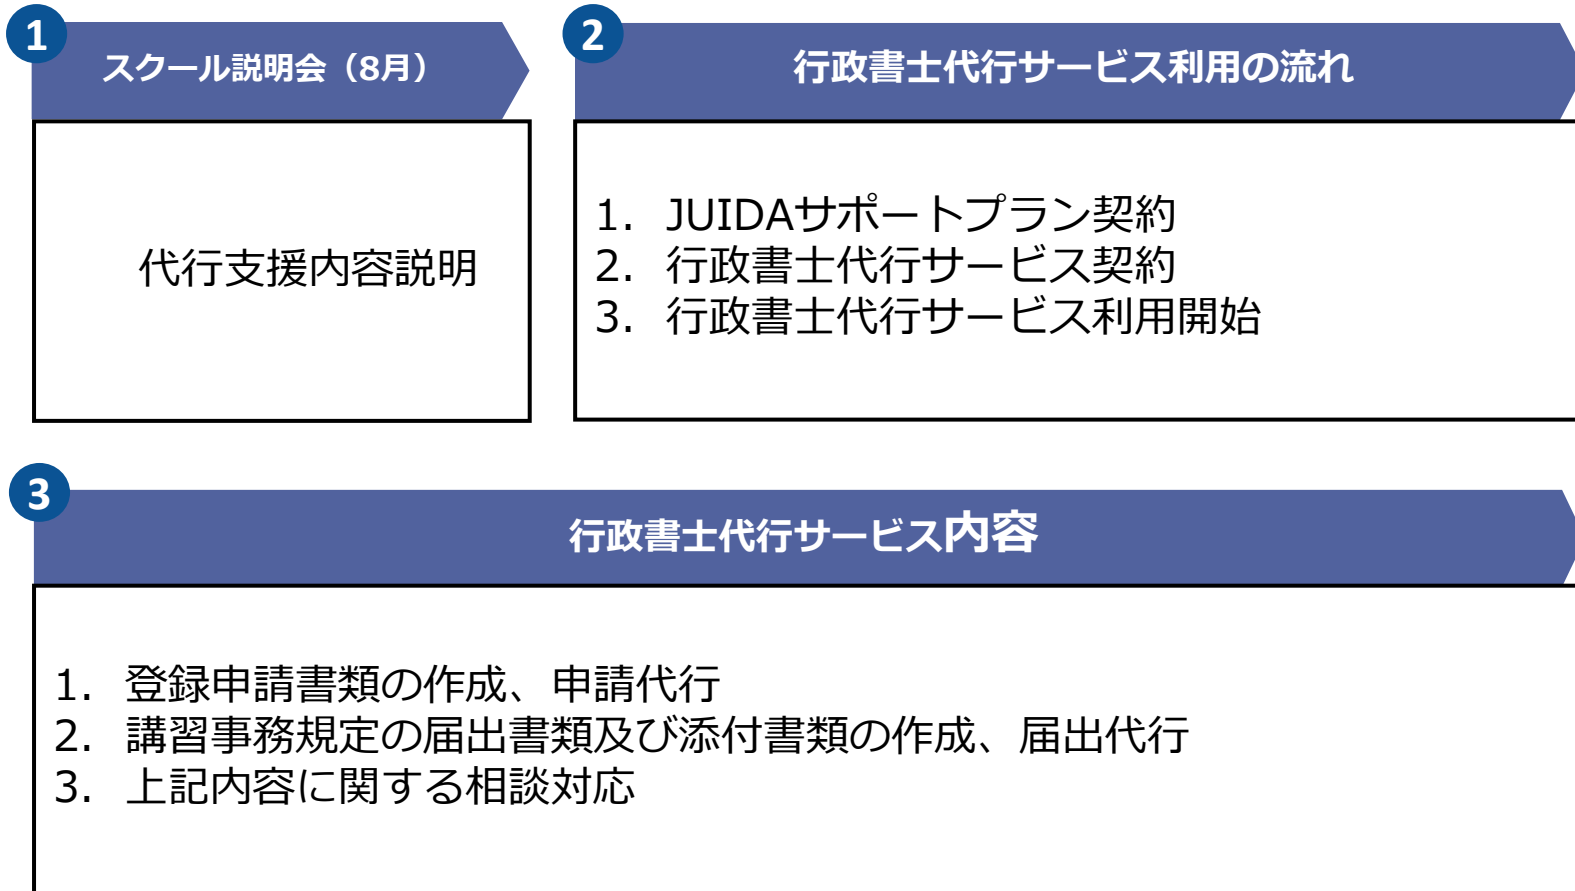 1
スクール説明会（8月）
代行支援内容説明
2
行政書士代行サービス利用の流れ
1. JUIDAサポートプラン契約
2. 行政書士代行サービス契約
3. 行政書士代行サービス利用開始
3
行政書士代行サービス内容
1. 登録申請書類の作成、申請代行
2. 講習事務規定の届出書類及び添付書類の作成、届出代行
3. 上記内容に関する相談対応